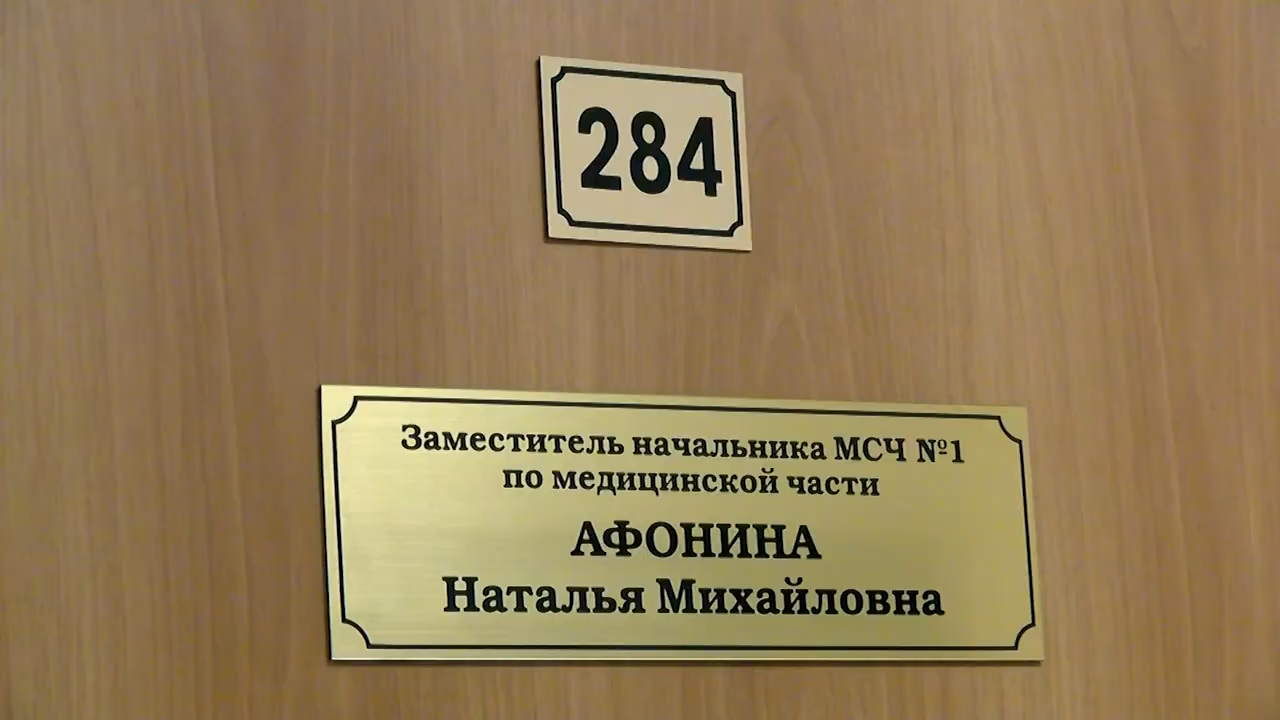 284
Заместитель начальника МСЧ №1
по медицинской части
АФОНИНА
Наталья Михайловна